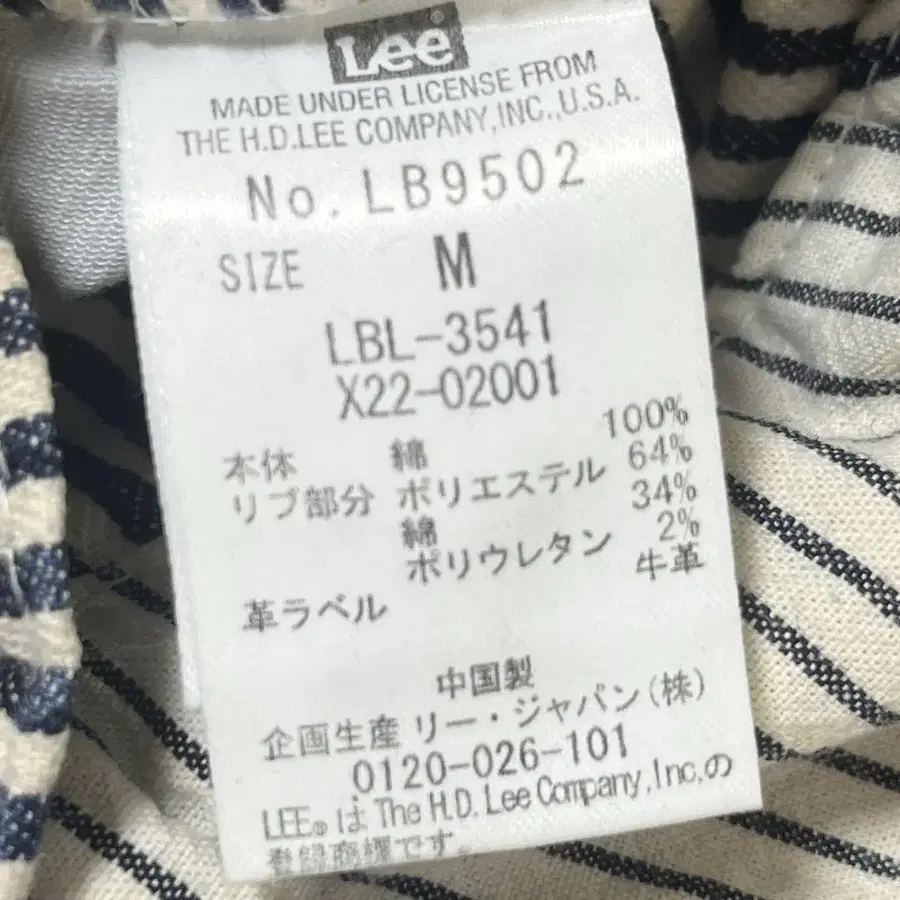 Lee®
MADE UNDER LICENSE FROM
THE H.D.LEE COMPANY,INC.,U.S.A.
No. LB9502
SIZE M
LBL-3541
X22-02001
本体 綿 100%
リブ部分 ポリエステル 64%
綿 34%
ポリウレタン 2%
革ラベル 牛革
中国製
企画生産 リー・ジャパン(株)
0120-026-101
LEE®は The H.D. Lee Company, Inc.の
登録商標です。